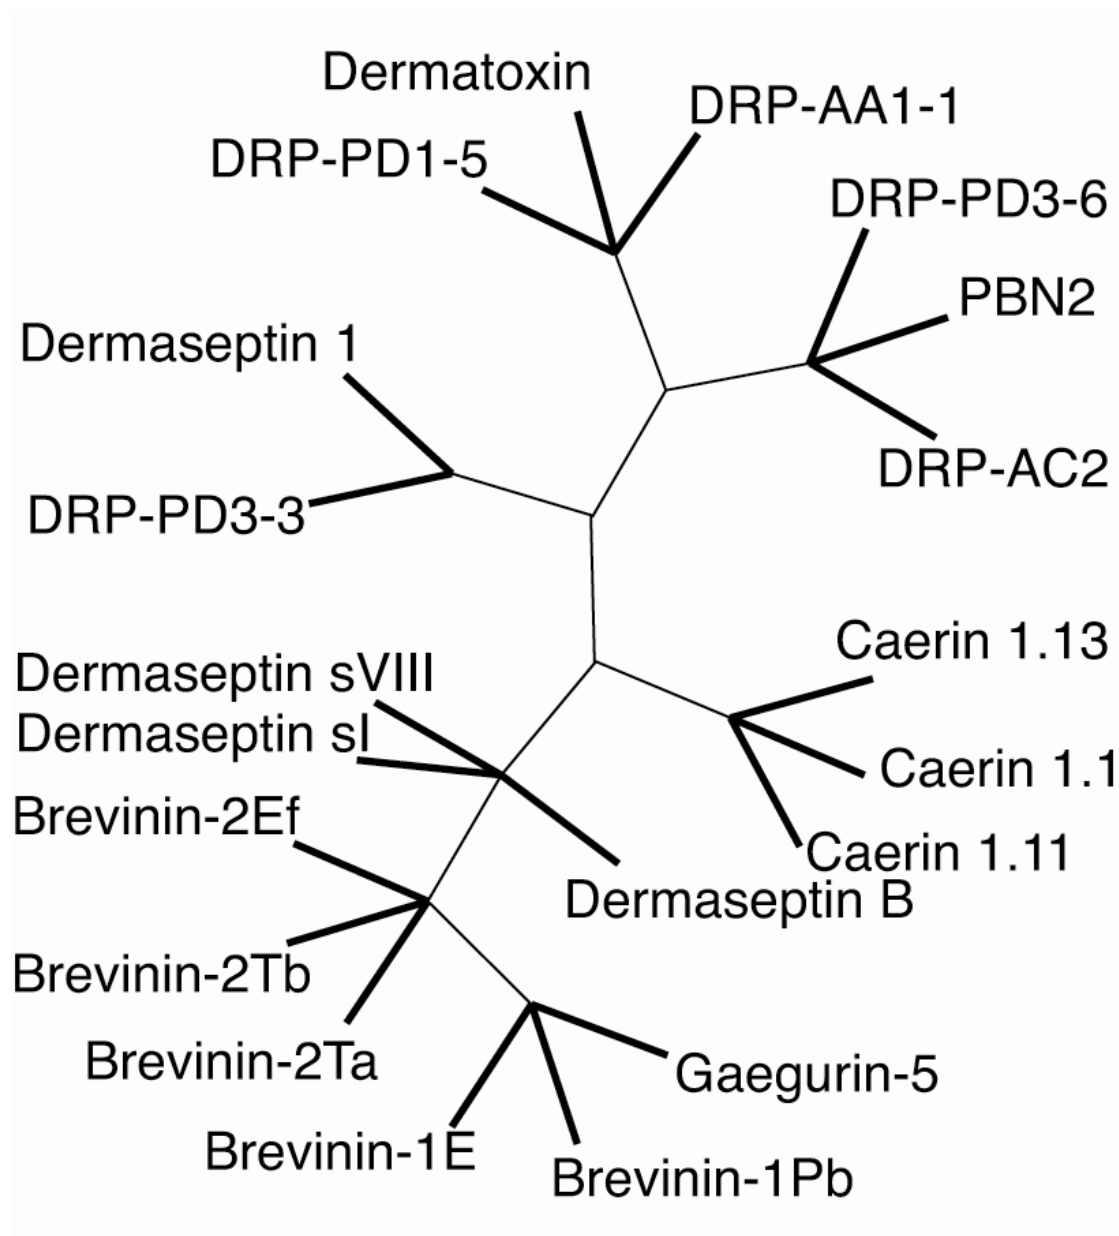 Dermatoxin
DRP-AA1-1
DRP-PD1-5
DRP-PD3-6
PBN2
Dermaseptin 1
DRP-AC2
DRP-PD3-3
Caerin 1.13
Dermaseptin sVIII
Dermaseptin sI
Caerin 1.1
Brevinin-2Ef
Caerin 1.11
Dermaseptin B
Brevinin-2Tb
Brevinin-2Ta
Gaegurin-5
Brevinin-1E
Brevinin-1Pb